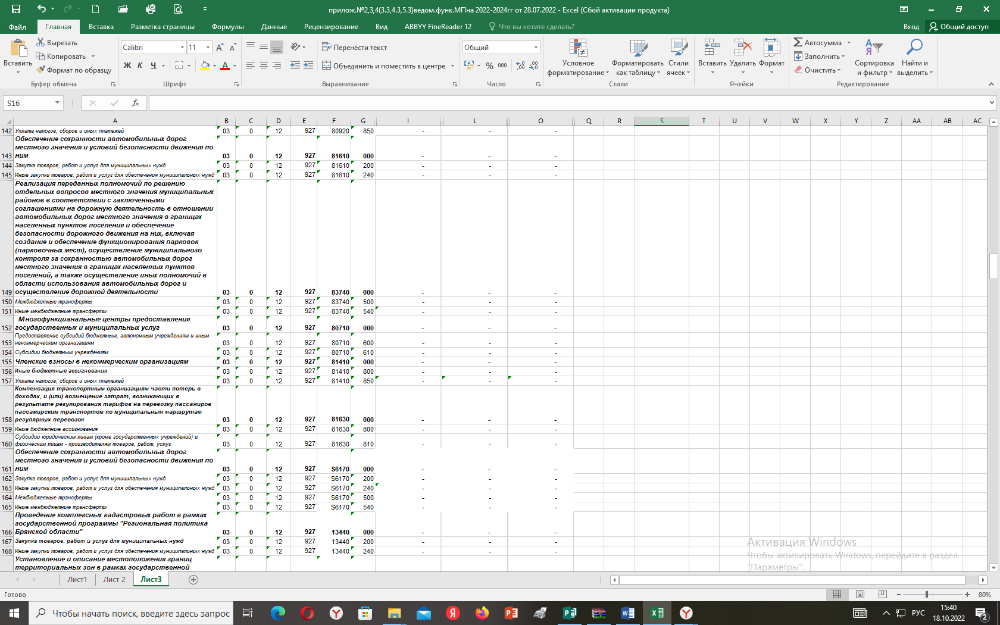 прилож.№2,3,4(3.3,4.3,5.3)ведом.функ.МПна 2022-2024гг от 28.07.2022 - Excel (Сбой активации продукта)
Файл Главная Вставка Разметка страницы Формулы Данные Рецензирование Вид ABBYY FineReader 12 Что вы хотите сделать? Вход Общий доступ
Вставить Вырезать Копировать Формат по образцу Буфер обмена
Calibri 11 Ж К Ч А Шрифт
Перенести текст Объединить и поместить в центре Выравнивание
Общий % 000 Число
Условное форматирование Форматировать как таблицу Стили ячеек Стили
Вставить Удалить Формат Ячейки
Автосумма Заполнить Очистить Сортировка и фильтр Найти и выделить Редактирование
S16 fx
A B C D E F G I L O Q R S T U V W X Y Z AA AB AC
142 Уплата налогов, сборов и иных платежей 03 0 12 927 80920 850 - - -
Обеспечение сохранности автомобильных дорог
местного значения и условий безопасности движения по
143 ним 03 0 12 927 81610 000 - - -
144 Закупка товаров, работ и услуг для муниципальных нужд 03 0 12 927 81610 200 - - -
145 Иные закупки товаров, работ и услуг для обеспечения муниципальных нужд 03 0 12 927 81610 240 - - -
Реализация переданных полномочий по решению
отдельных вопросов местного значения муниципальных
районов в соответствии с заключенными
соглашениями на дорожную деятельность в отношении
автомобильных дорог местного значения в границах
населенных пунктов поселения и обеспечение
безопасности дорожного движения на них, включая
создание и обеспечение функционирования парковок
(парковочных мест), осуществление муниципального
контроля за сохранностью автомобильных дорог
местного значения в границах населенных пунктов
поселений, а также осуществление иных полномочий в
области использования автомобильных дорог и
149 осуществление дорожной деятельности 03 0 12 927 83740 000 - - -
150 Межбюджетные трансферты 03 0 12 927 83740 500 - - -
151 Иные межбюджетные трансферты 03 0 12 927 83740 540 - - -
Многофункцианальные центры предоставления
152 государственных и муниципальных услуг 03 0 12 927 80710 000 - - -
Предоставление субсидий бюджетным, автономным учреждениям и иным
153 некоммерческим организациям 03 0 12 927 80710 600 - - -
154 Субсидии бюджетным учреждениям 03 0 12 927 80710 610 - - -
155 Членские взносы в некоммерческим организациям 03 0 12 927 81410 000 - - -
156 Иные бюджетные ассигнования 03 0 12 927 81410 800 - - -
157 Уплата налогов, сборов и иных платежей 03 0 12 927 81410 850 - - -
Компенсация транспортным организациям части потерь в
доходах, и (или) возмещение затрат, возникающих в
результате регулирования тарифов на перевозку пассажиров
пассажирским транспортом по муниципальным маршрутам
158 регулярных перевозок 03 0 12 927 81630 000 - - -
159 Иные бюджетные ассигнования 03 0 12 927 81630 800 - - -
Субсидии юридическим лицам (кроме государственных учреждений) и
160 физическим лицам - производителям товаров, работ, услуг 03 0 12 927 81630 810 - - -
Обеспечение сохранности автомобильных дорог
местного значения и условий безопасности движения по
161 ним 03 0 12 927 S6170 000 - - -
162 Закупка товаров, работ и услуг для муниципальных нужд 03 0 12 927 S6170 200 - - -
163 Иные закупки товаров, работ и услуг для обеспечения муниципальных нужд 03 0 12 927 S6170 240 - - -
164 Межбюджетные трансферты 03 0 12 927 S6170 500 - - -
165 Иные межбюджетные трансферты 03 0 12 927 S6170 540 - - -
Проведение комплексных кадастровых работ в рамках
государственной программы "Региональная политика
166 Брянской области" 03 0 12 927 13440 000 - - -
167 Закупка товаров, работ и услуг для муниципальных нужд 03 0 12 927 13440 200 - - -
168 Иные закупки товаров, работ и услуг для обеспечения муниципальных нужд 03 0 12 927 13440 240 - - -
Установление и описание местоположения границ
территориальных зон в рамках государственной
Активация Windows
Чтобы активировать Windows, перейдите в раздел
"Параметры".
Лист1 Лист 2 Лист3
Готово 80%
Чтобы начать поиск, введите здесь запрос РУС 15:40
18.10.2022 2